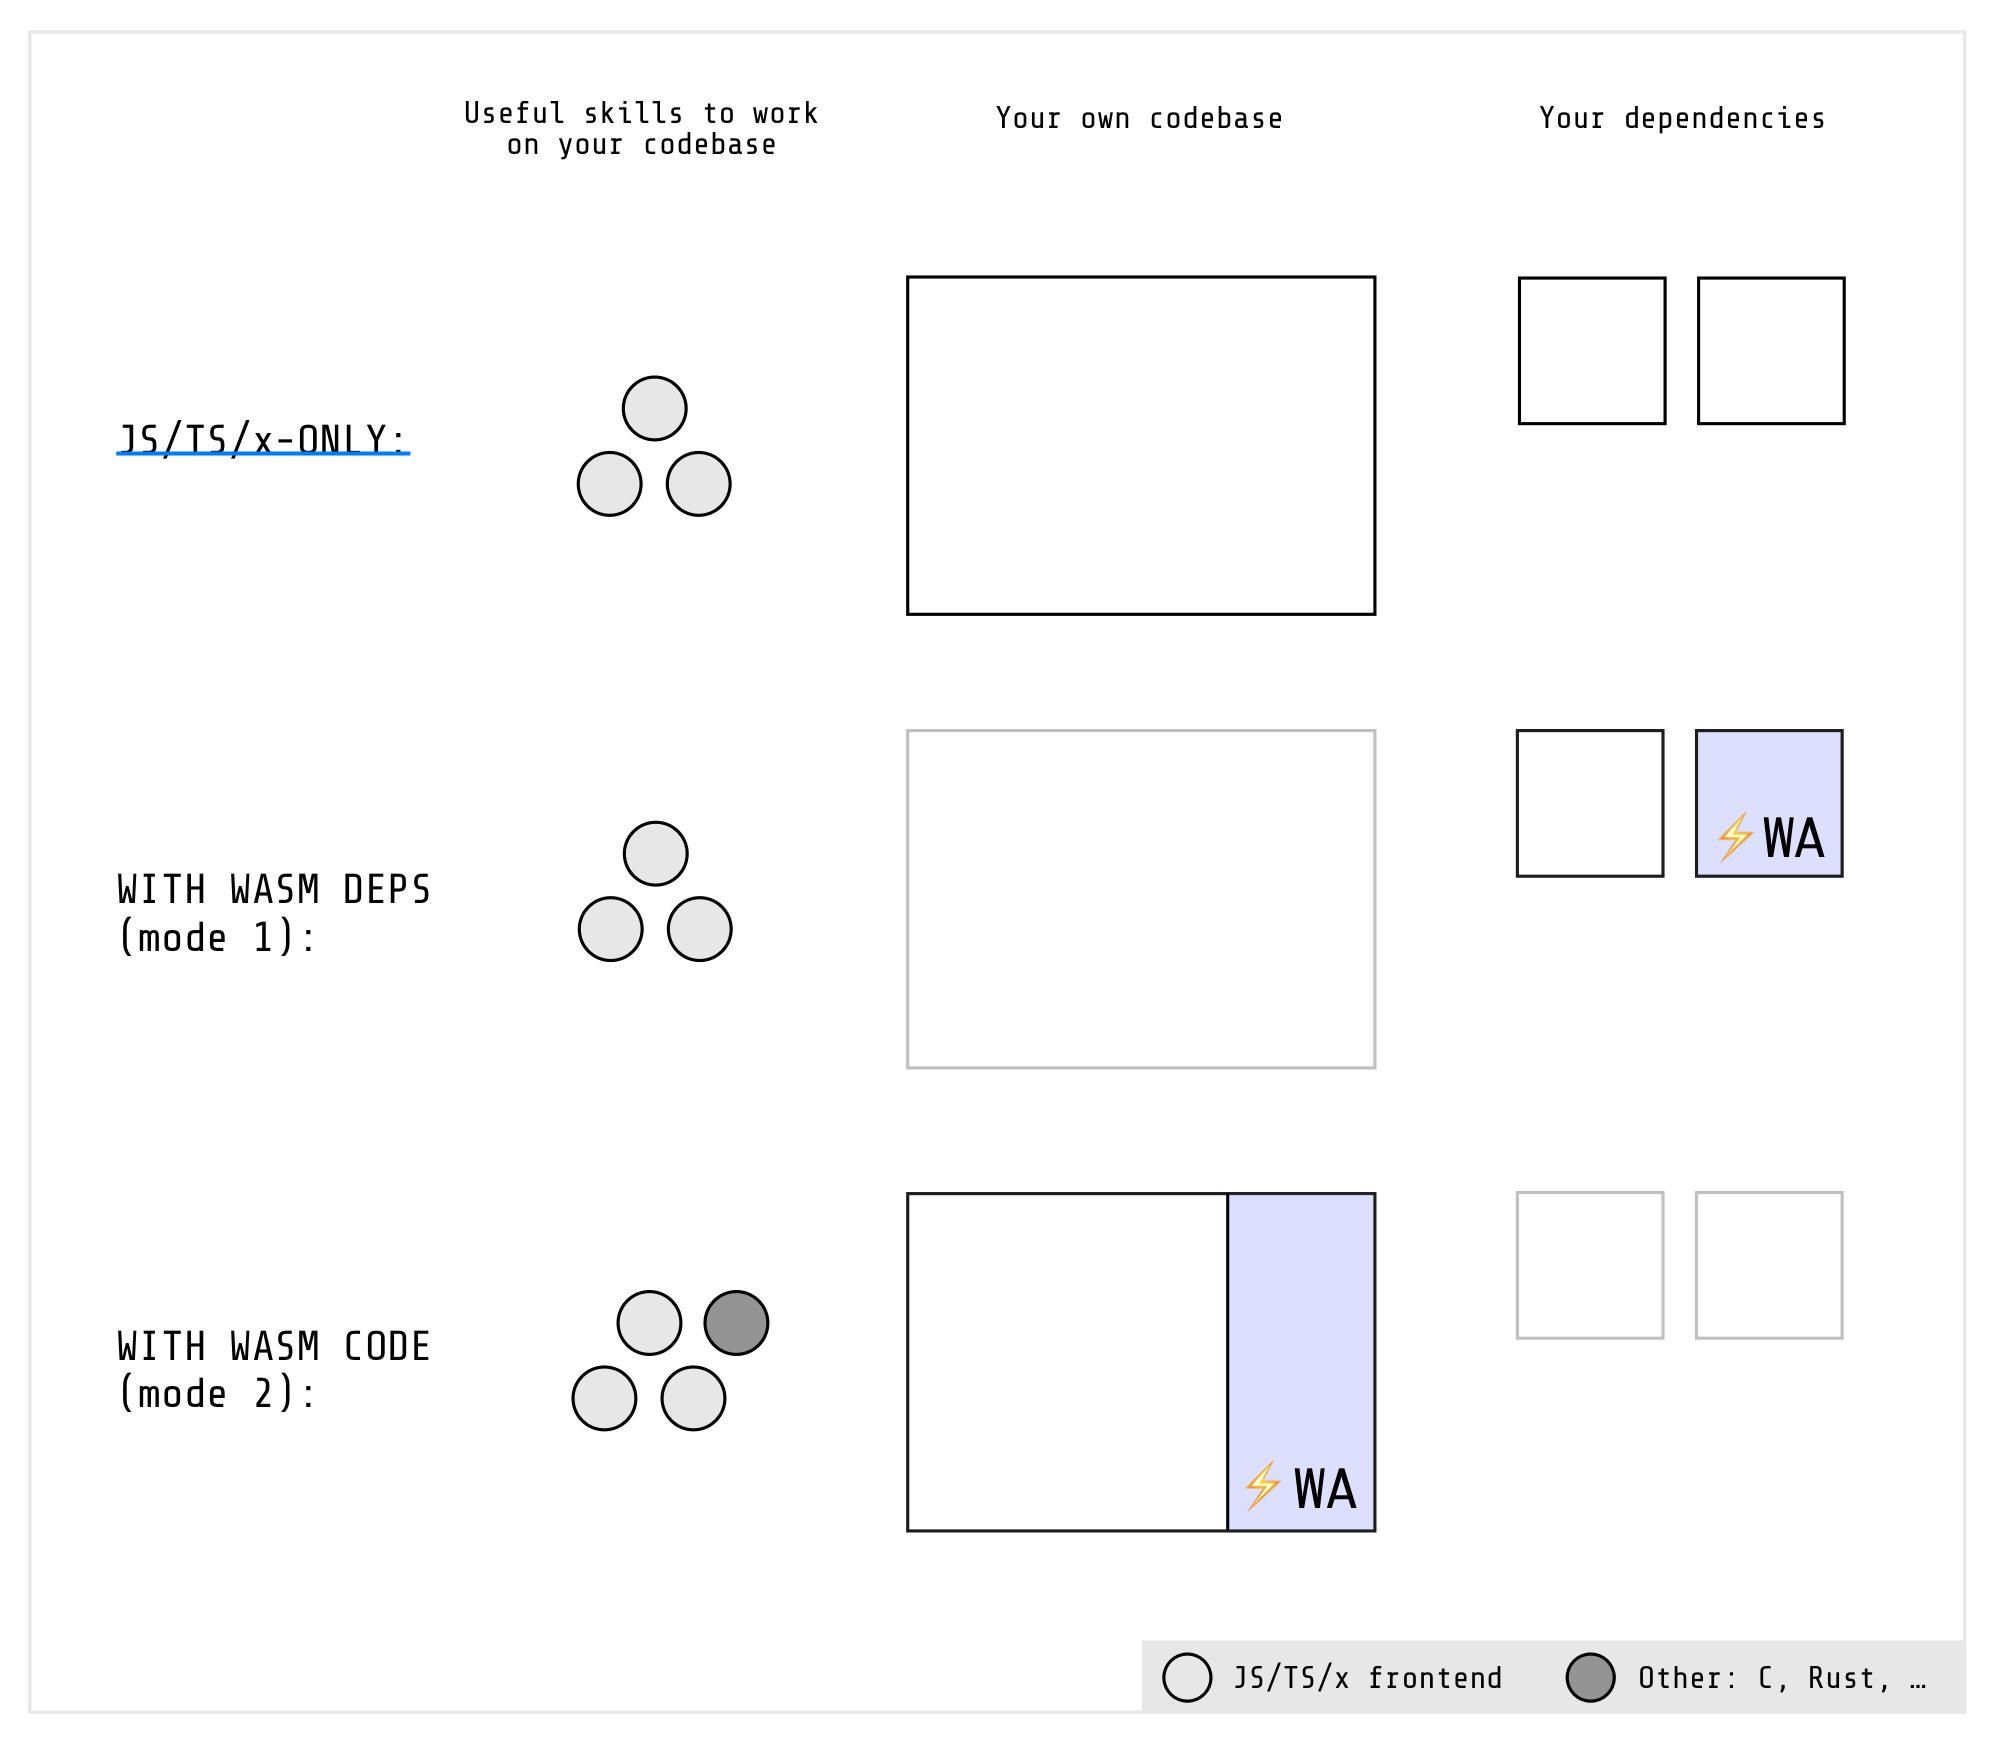 Useful skills to work
on your codebase
Your own codebase
Your dependencies
JS/TS/x-ONLY:
WITH WASM DEPS
(mode 1):
⚡WA
WITH WASM CODE
(mode 2):
⚡WA
JS/TS/x frontend
Other: C, Rust, …